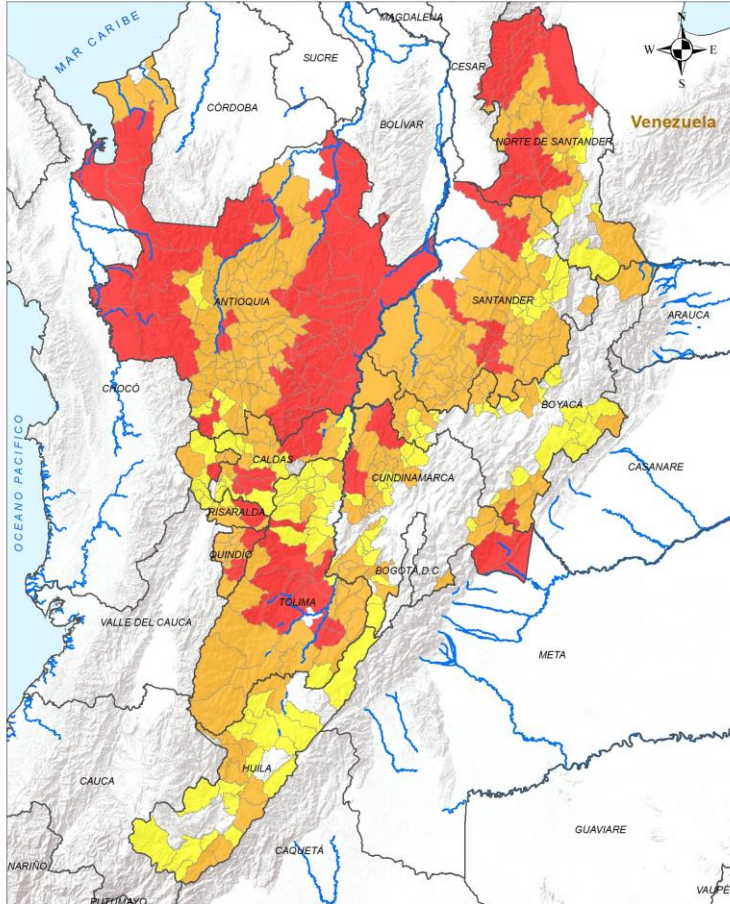 MAGDALENA
N
W E
S
MAR CARIBE
SUCRE
CESAR
CÓRDOBA
BOLÍVAR
Venezuela
NORTE DE SANTANDER
ANTIOQUIA
SANTANDER
ARAUCA
CHOCÓ
BOYACÁ
OCEANO PACIFICO
CALDAS
CUNDINAMARCA
CASANARE
RISARALDA
QUINDÍO
BOGOTÁ,D.C
TOLIMA
VALLE DEL CAUCA
META
HUILA
CAUCA
GUAVIARE
CAQUETÁ
NARIÑO
PUTUMAYO